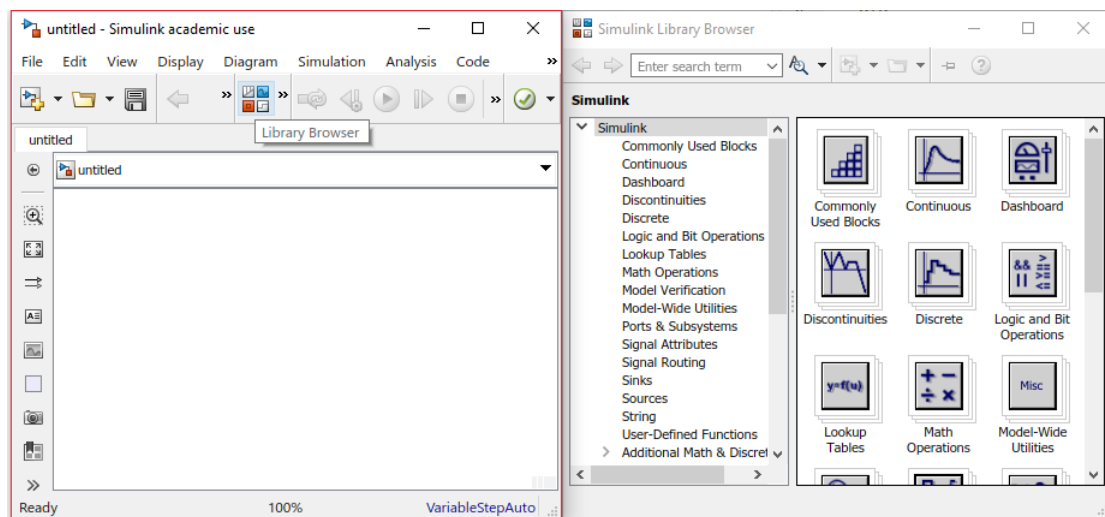 untitled - Simulink academic use
File Edit View Display Diagram Simulation Analysis Code »
» » »
Library Browser
untitled
untitled
A
»
Ready 100% VariableStepAuto
Simulink Library Browser
Enter search term
?
Simulink
Simulink
Commonly Used Blocks
Continuous
Dashboard
Discontinuities
Discrete
Logic and Bit Operations
Lookup Tables
Math Operations
Model Verification
Model-Wide Utilities
Ports & Subsystems
Signal Attributes
Signal Routing
Sinks
Sources
String
User-Defined Functions
Additional Math & Discret
Commonly
Used Blocks
Continuous
Dashboard
&& >
|| ==
<=
Discontinuities
Discrete
Logic and Bit
Operations
y=f(u)
+ −
÷ ×
Misc
Lookup
Tables
Math
Operations
Model-Wide
Utilities